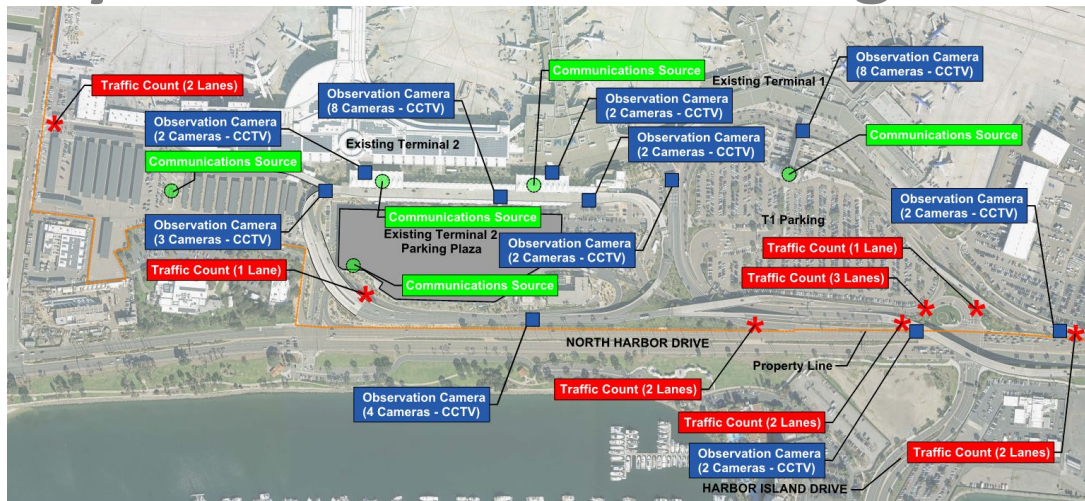 Observation Camera
(8 Cameras - CCTV)
Communications Source
Existing Terminal 1
Traffic Count (2 Lanes)
Observation Camera
(8 Cameras - CCTV)
Observation Camera
(2 Cameras - CCTV)
Observation Camera
(2 Cameras - CCTV)
Communications Source
Observation Camera
(2 Cameras - CCTV)
Existing Terminal 2
Communications Source
Observation Camera
(2 Cameras - CCTV)
Communications Source
T1 Parking
Observation Camera
(3 Cameras - CCTV)
Existing Terminal 2
Parking Plaza
Observation Camera
(2 Cameras - CCTV)
Traffic Count (1 Lane)
Traffic Count (1 Lane)
Traffic Count (3 Lanes)
Communications Source
NORTH HARBOR DRIVE
Property Line
Traffic Count (2 Lanes)
Observation Camera
(4 Cameras - CCTV)
Traffic Count (2 Lanes)
Observation Camera
(2 Cameras - CCTV)
Traffic Count (2 Lanes)
HARBOR ISLAND DRIVE